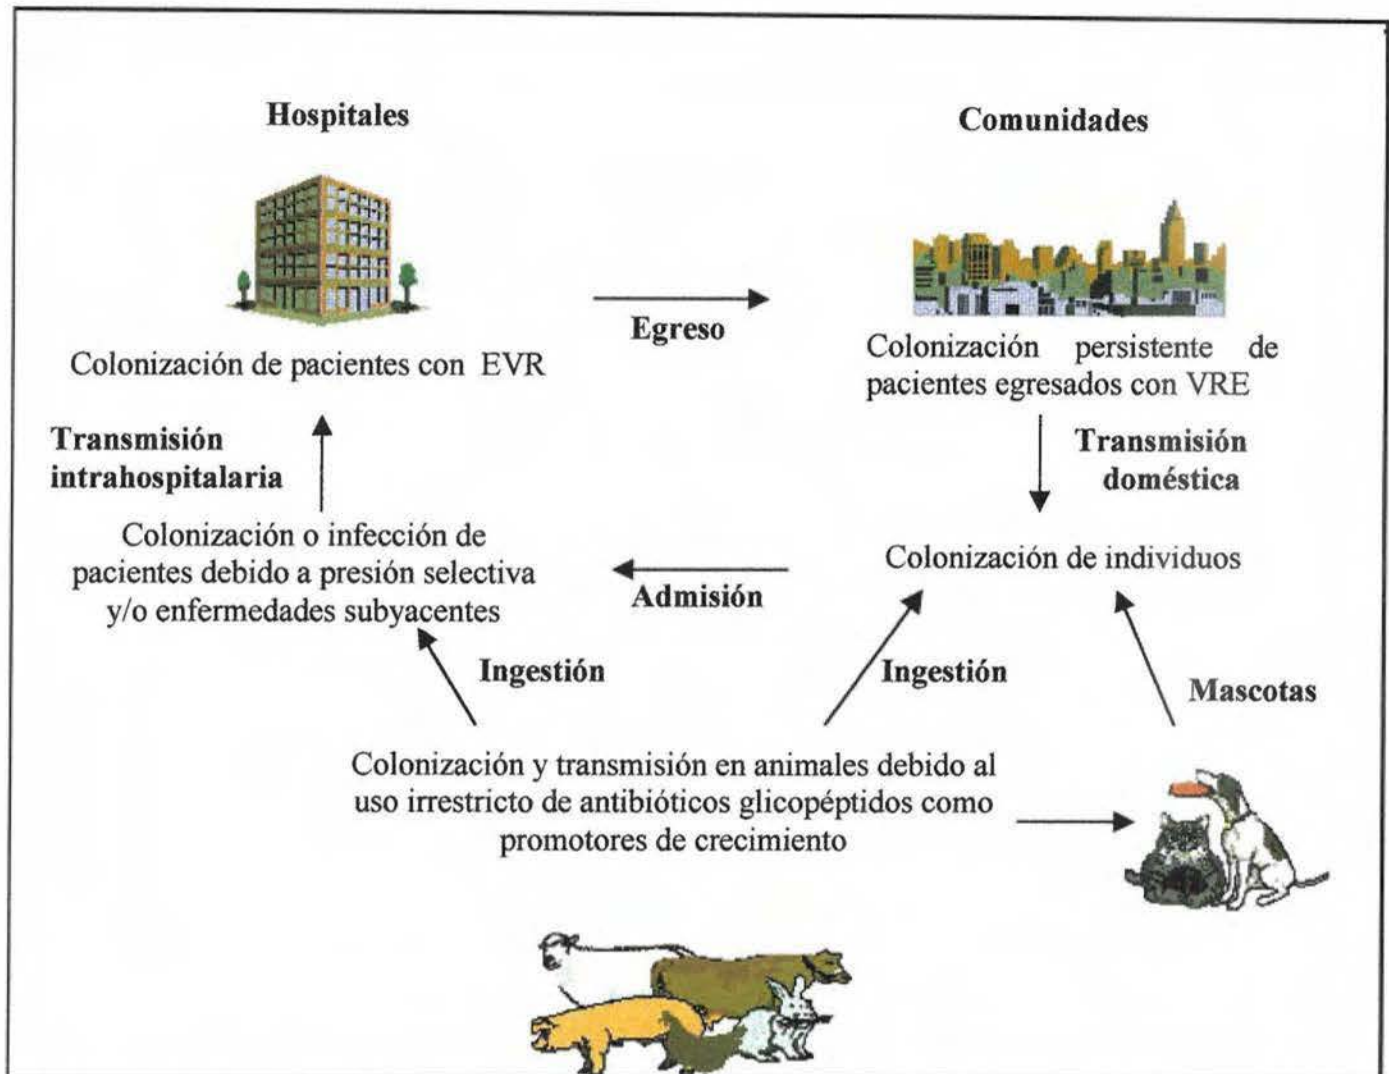 Hospitales
Comunidades
Egreso
Colonización de pacientes con EVR
Colonización persistente de
pacientes egresados con VRE
Transmisión
intrahospitalaria
Transmisión
doméstica
Colonización o infección de
pacientes debido a presión selectiva
y/o enfermedades subyacentes
Admisión
Colonización de individuos
Ingestión
Ingestión
Mascotas
Colonización y transmisión en animales debido al
uso irrestricto de antibióticos glicopéptidos como
promotores de crecimiento